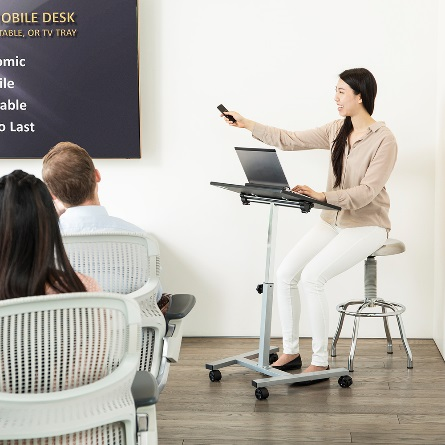 OBILE DESK
TABLE, OR TV TRAY
omic
ile
able
o Last